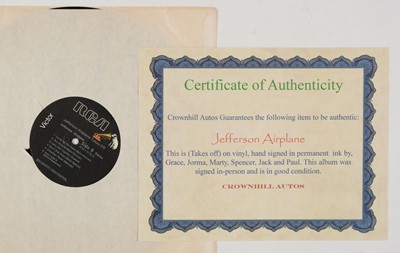 RCA
Victor
Certificate of Authenticity
Crownhill Autos Guarantees the following item to be authentic:
Jefferson Airplane
This is (Takes off) on vinyl, hand signed in permanent ink by,
Grace, Jorma, Marty, Spencer, Jack and Paul. This album was
signed in-person and is in good condition.
CROWNHILL AUTOS